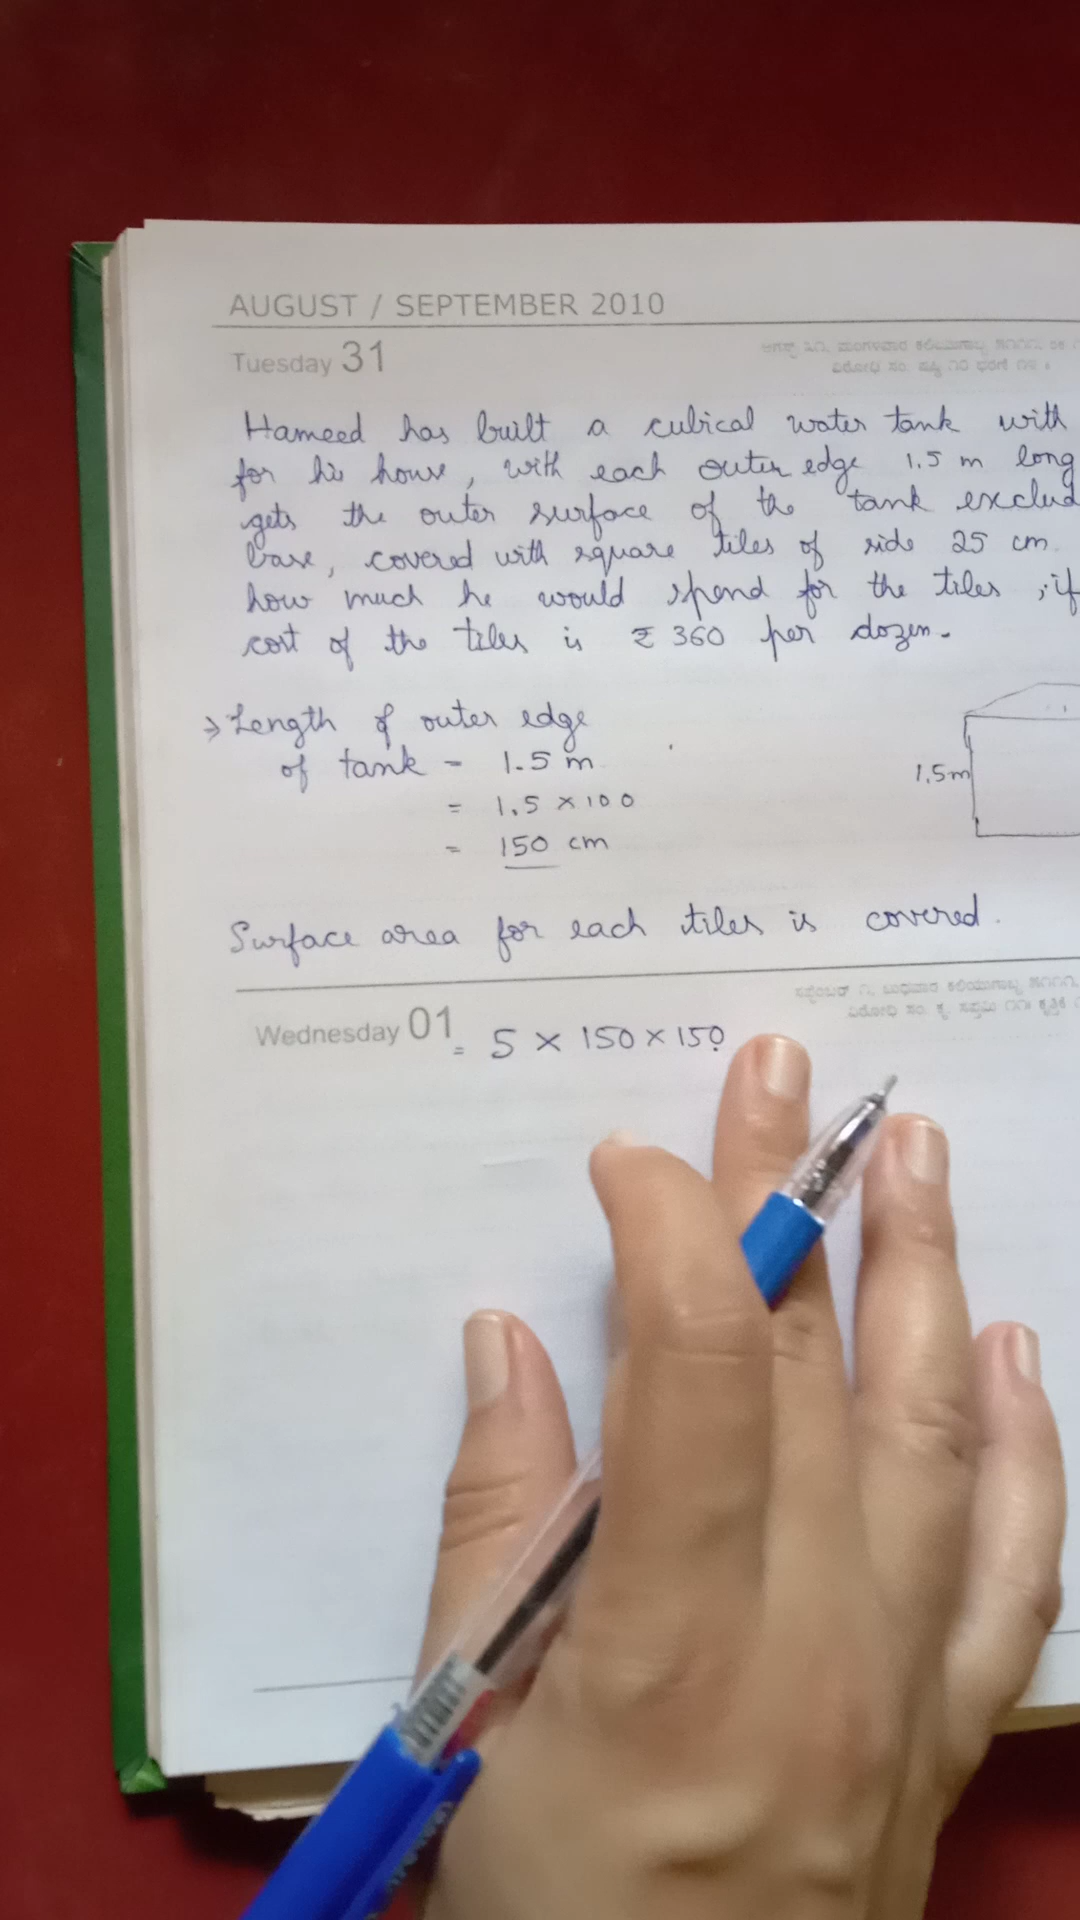 AUGUST / SEPTEMBER 2010
Tuesday 31
Hameed has built a cubical water tank with
for his house, with each outer edge 1.5 m long
gets the outer surface of the tank exclud
base, covered with square tiles of side 25 cm.
how much he would spend for the tiles, if
cost of the tiles is ₹ 360 per dozen.
→ Length of outer edge
of tank = 1.5 m
= 1.5 × 100
= 150 cm
1.5m
Surface area for each tiles is covered.
Wednesday 01
= 5 × 150 × 150